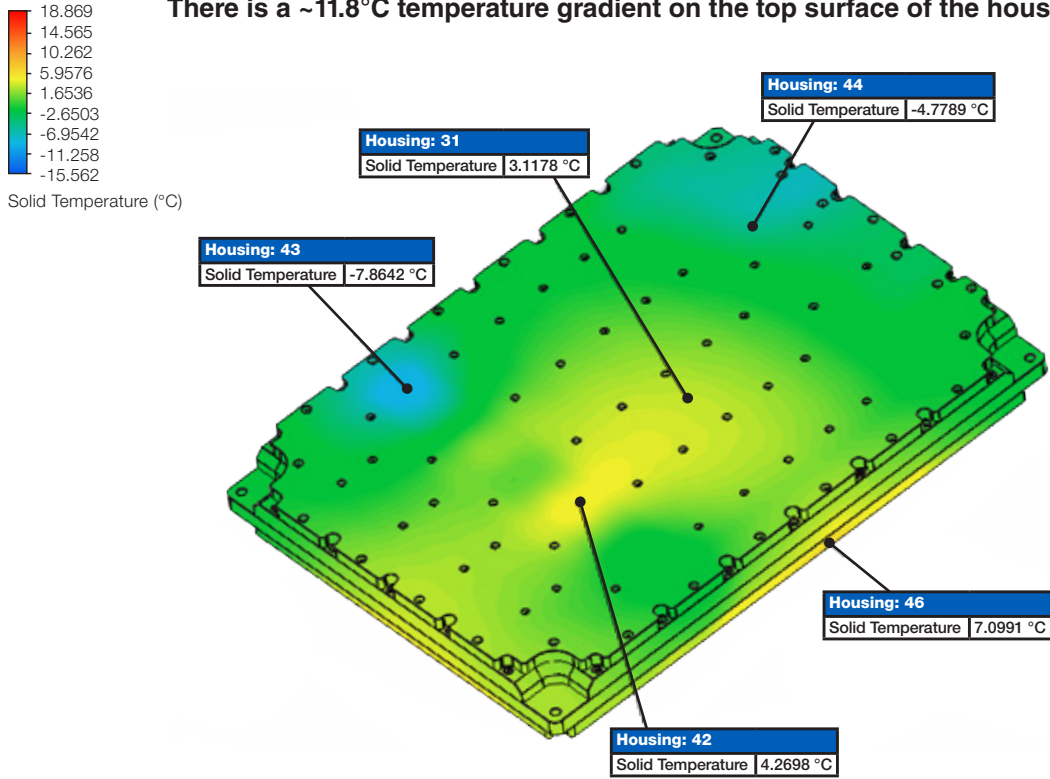 There is a ~11.8°C temperature gradient on the top surface of the hous
18.869
14.565
10.262
5.9576
1.6536
-2.6503
-6.9542
-11.258
-15.562
Solid Temperature (°C)
Housing: 44
Solid Temperature -4.7789 °C
Housing: 31
Solid Temperature 3.1178 °C
Housing: 43
Solid Temperature -7.8642 °C
Housing: 46
Solid Temperature 7.0991 °C
Housing: 42
Solid Temperature 4.2698 °C